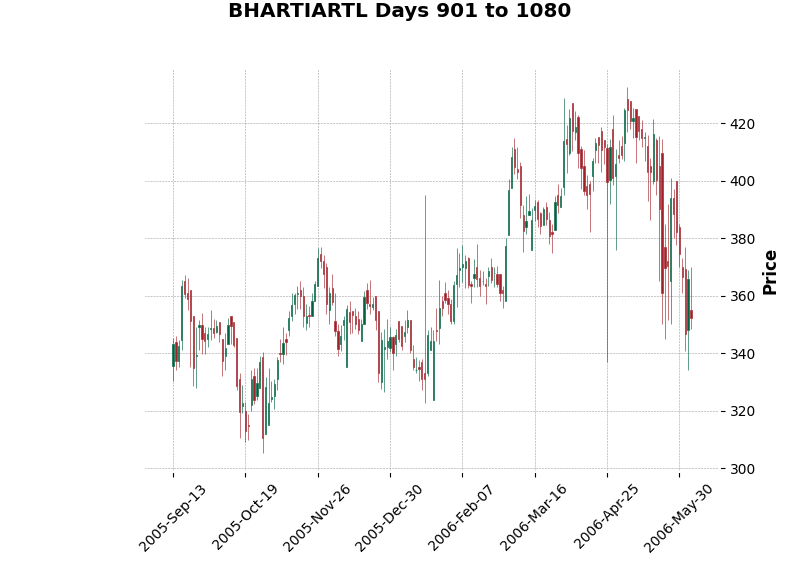 BHARTIARTL Days 901 to 1080
420
400
380
360
340
320
300
Price
2005-Sep-13
2005-Oct-19
2005-Nov-26
2005-Dec-30
2006-Feb-07
2006-Mar-16
2006-Apr-25
2006-May-30